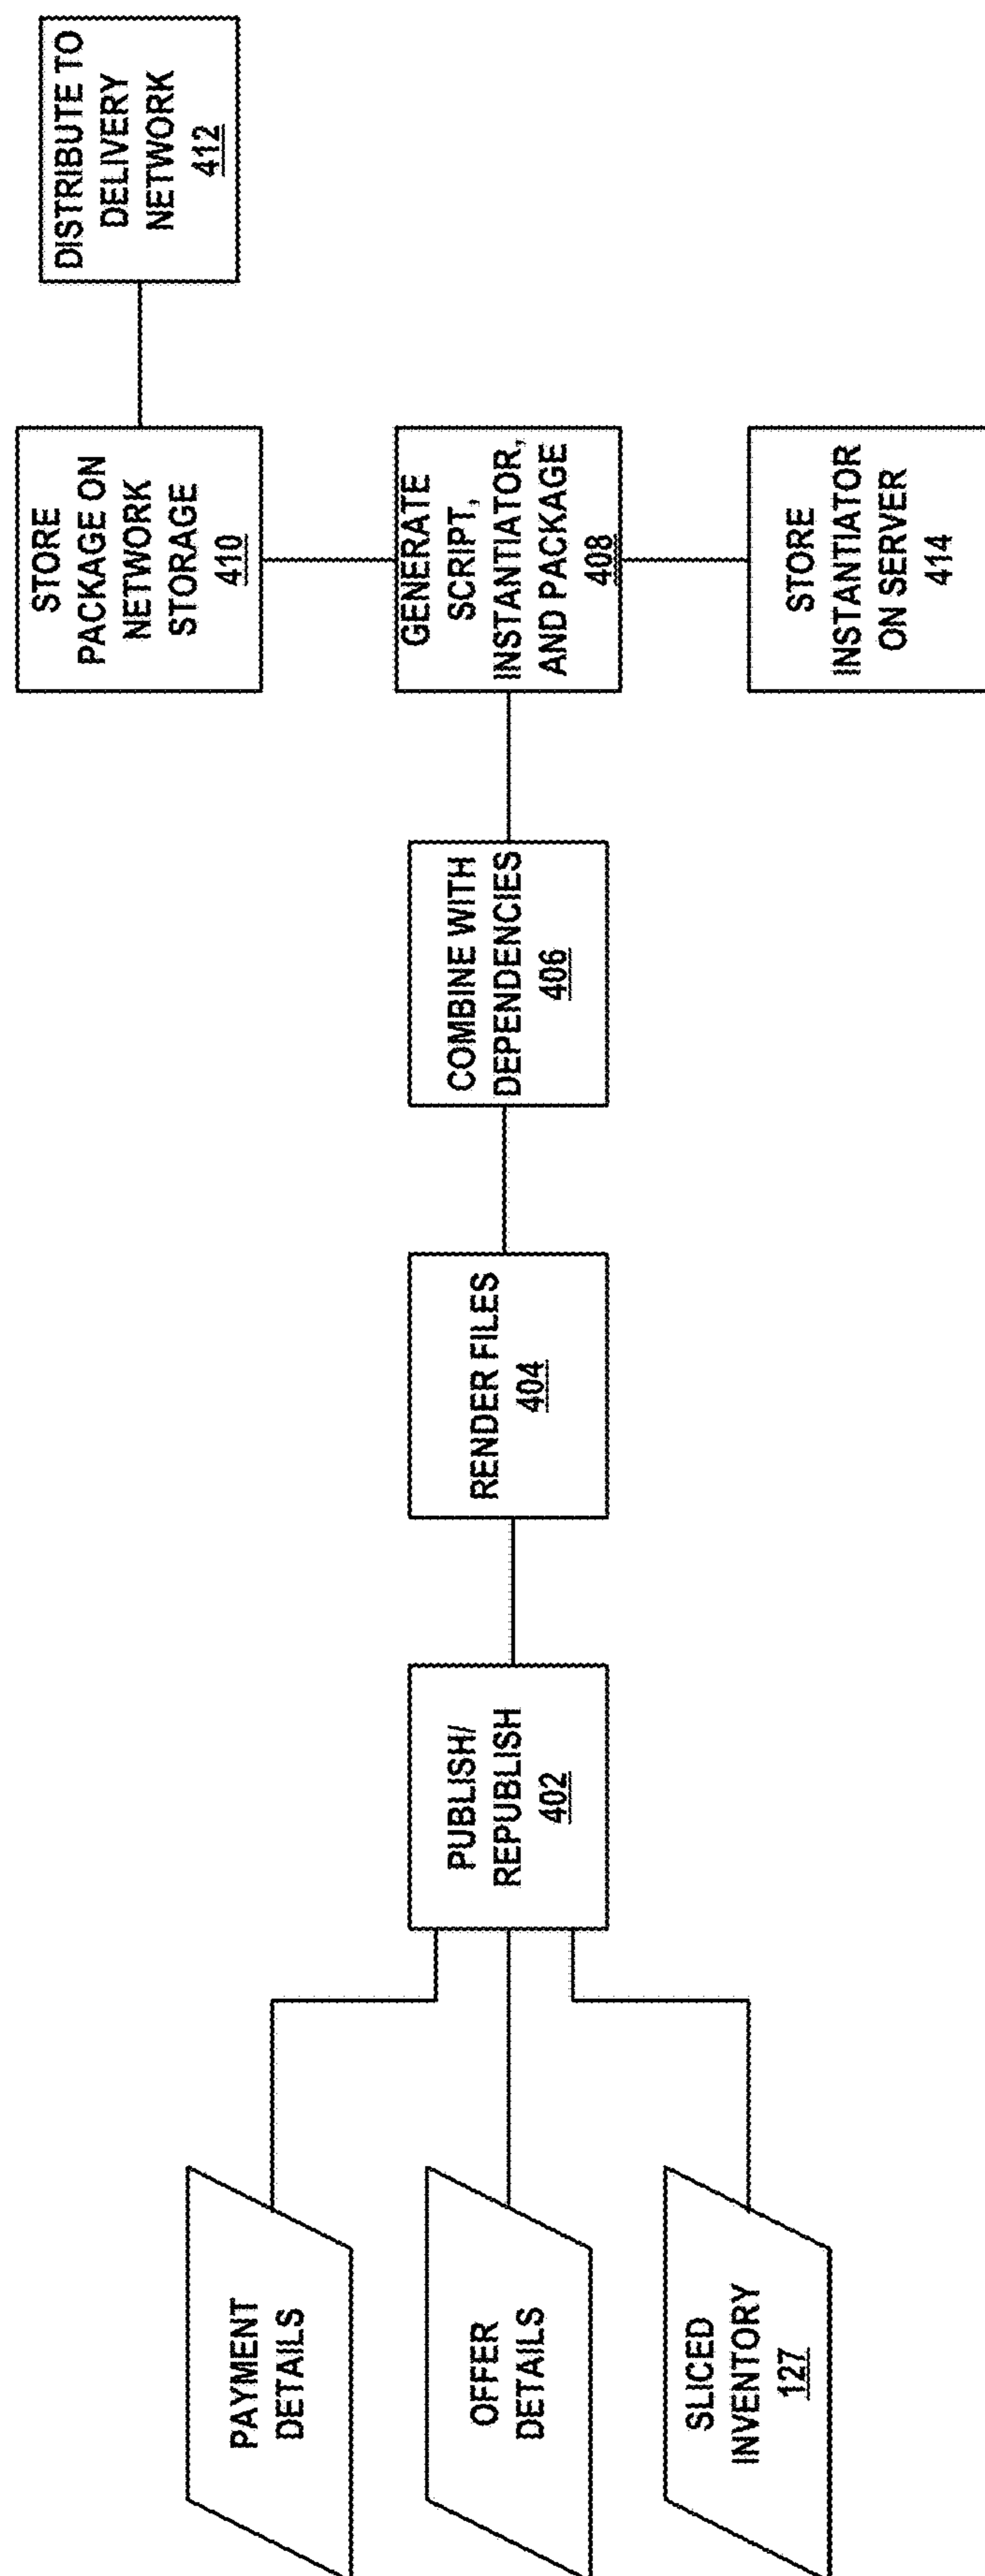 PAYMENT
DETAILS
OFFER
DETAILS
SLICED
INVENTORY
127
PUBLISH/
REPUBLISH
402
RENDER FILES
404
COMBINE WITH
DEPENDENCIES
406
GENERATE
SCRIPT,
INSTANTIATOR,
AND PACKAGE
408
STORE
PACKAGE ON
NETWORK
STORAGE
410
DISTRIBUTE TO
DELIVERY
NETWORK
412
STORE
INSTANTIATOR
ON SERVER
414